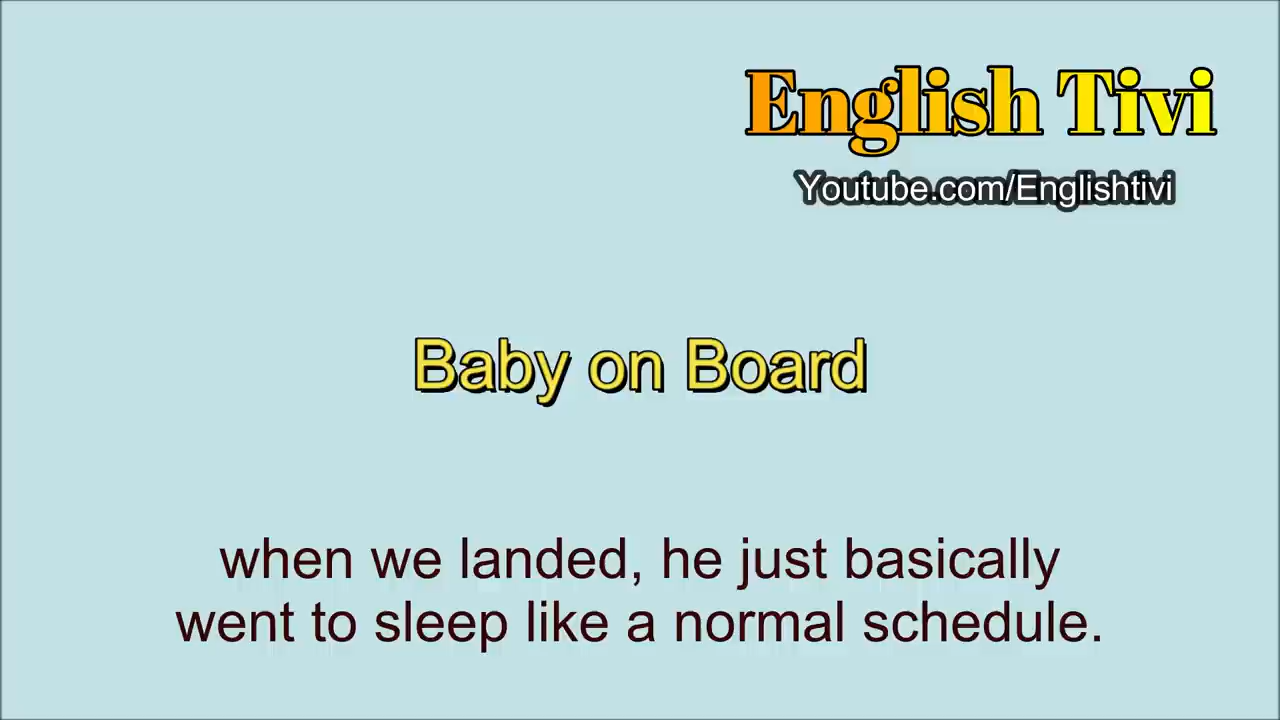 English Tivi
Youtube.com/Englishtivi
Baby on Board
when we landed, he just basically
went to sleep like a normal schedule.